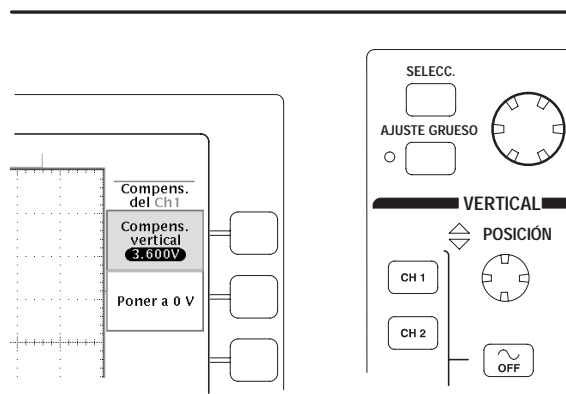 SELECC.
AJUSTE GRUESO
Compens.
del Ch1
Compens.
vertical
3.600V
Poner a 0 V
VERTICAL
POSICIÓN
CH 1
CH 2
OFF